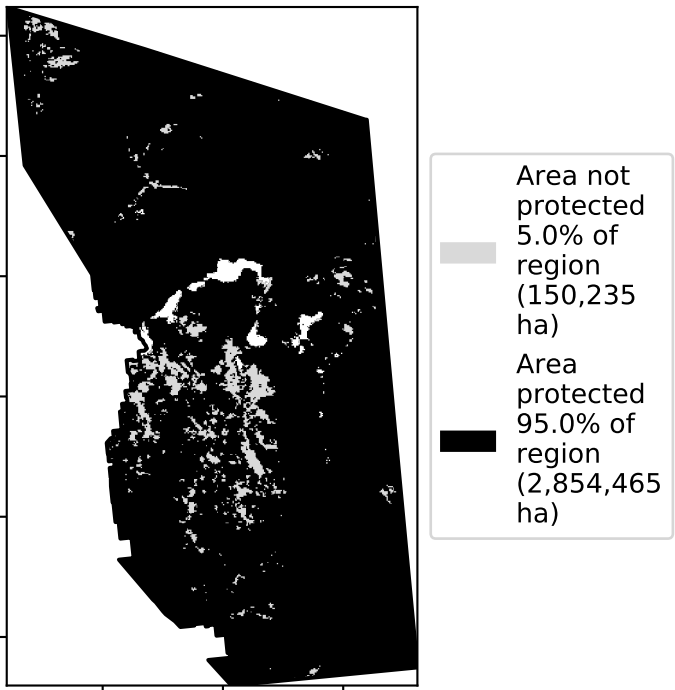 Area not
protected
5.0% of
region
(150,235
ha)
Area
protected
95.0% of
region
(2,854,465
ha)